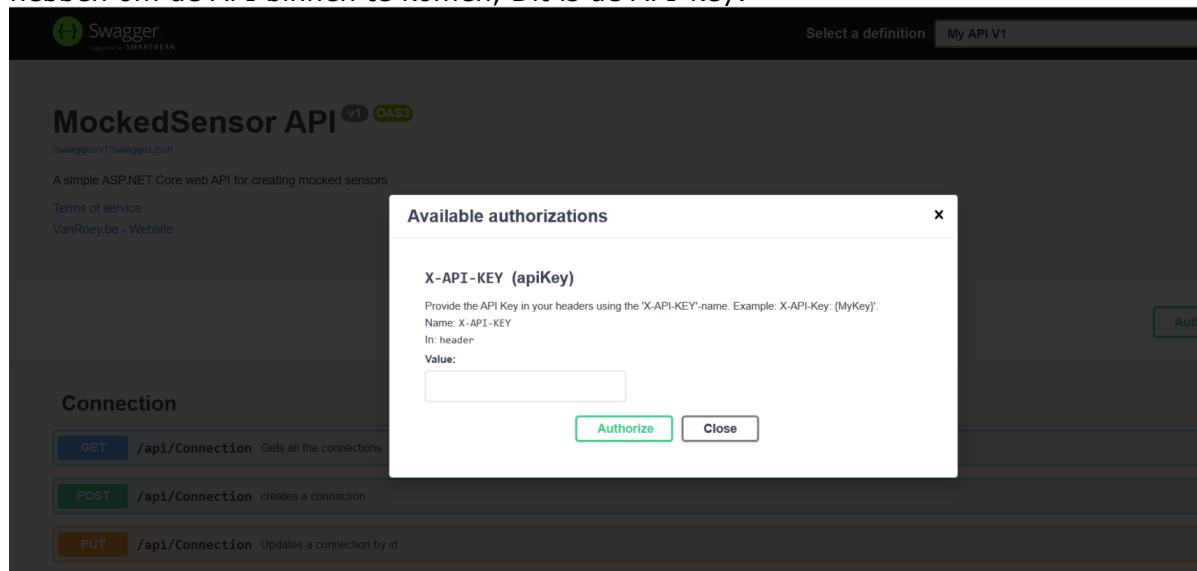 hebben om de API binnen te komen, Dit is de API-key:
Swagger.
Supported by SMARTBEAR
Select a definition My API V1
MockedSensor API v1 OAS3
/swagger/v1/swagger.json
A simple ASP.NET Core web API for creating mocked sensors
Terms of service
VanRoey.be - Website
Available authorizations ×
X-API-KEY (apiKey)
Provide the API Key in your headers using the 'X-API-KEY'-name. Example: X-API-Key: {MyKey}'.
Name: X-API-KEY
In: header
Value:
Authorize Close
Connection
GET /api/Connection Gets all the connections
POST /api/Connection creates a connection
PUT /api/Connection Updates a connection by id